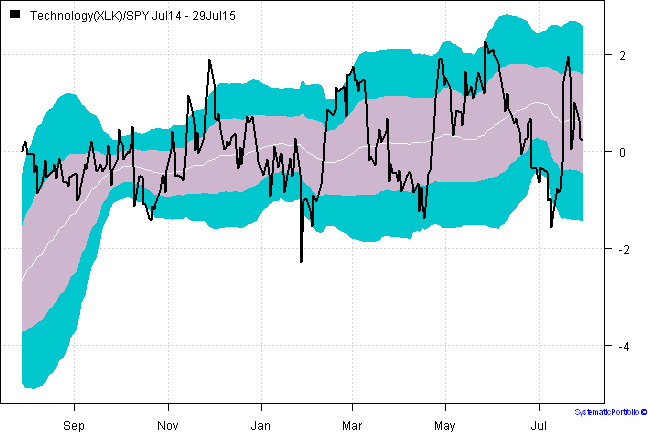 Technology(XLK)/SPY Jul14 - 29Jul15
2
0
-2
-4
Sep Nov Jan Mar May Jul
SystematicPortfolio ©